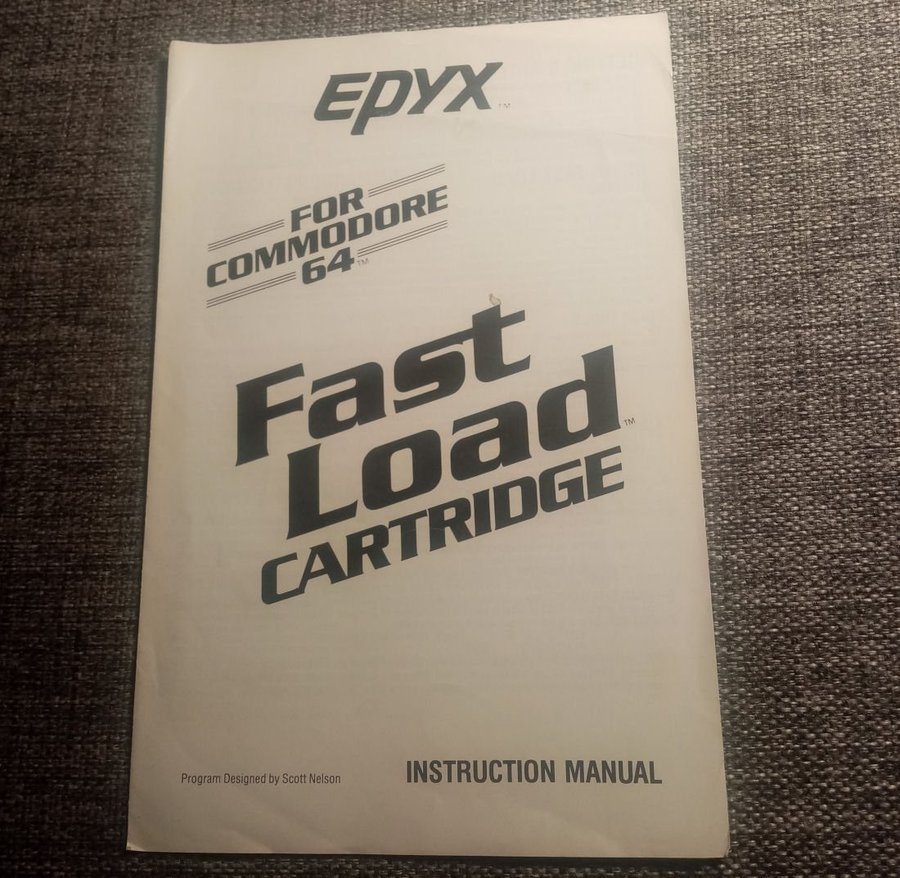 EPYX™
FOR
COMMODORE
64™
Fast
Load™
CARTRIDGE
Program Designed by Scott Nelson
INSTRUCTION MANUAL